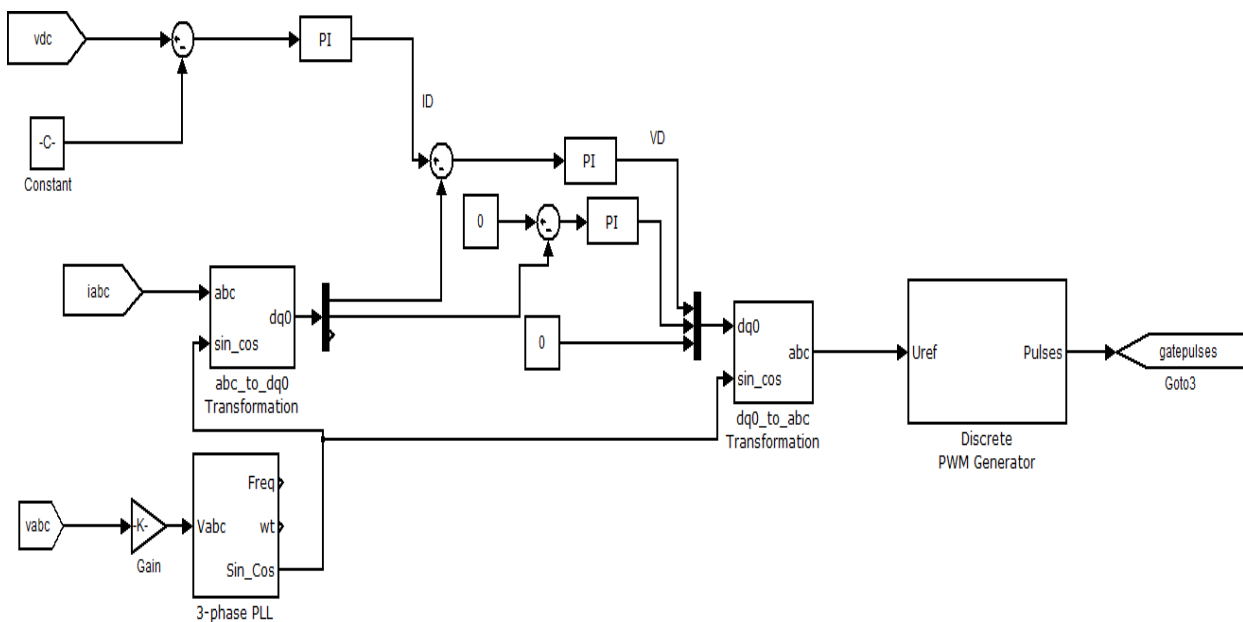 vdc
PI
-C-
Constant
ID
PI
VD
0
PI
iabc
abc
dq0
sin_cos
abc_to_dq0
Transformation
0
dq0
abc
sin_cos
dq0_to_abc
Transformation
Uref
Pulses
Discrete
PWM Generator
gatepulses
Goto3
vabc
-K-
Gain
Freq
Vabc
wt
Sin_Cos
3-phase PLL